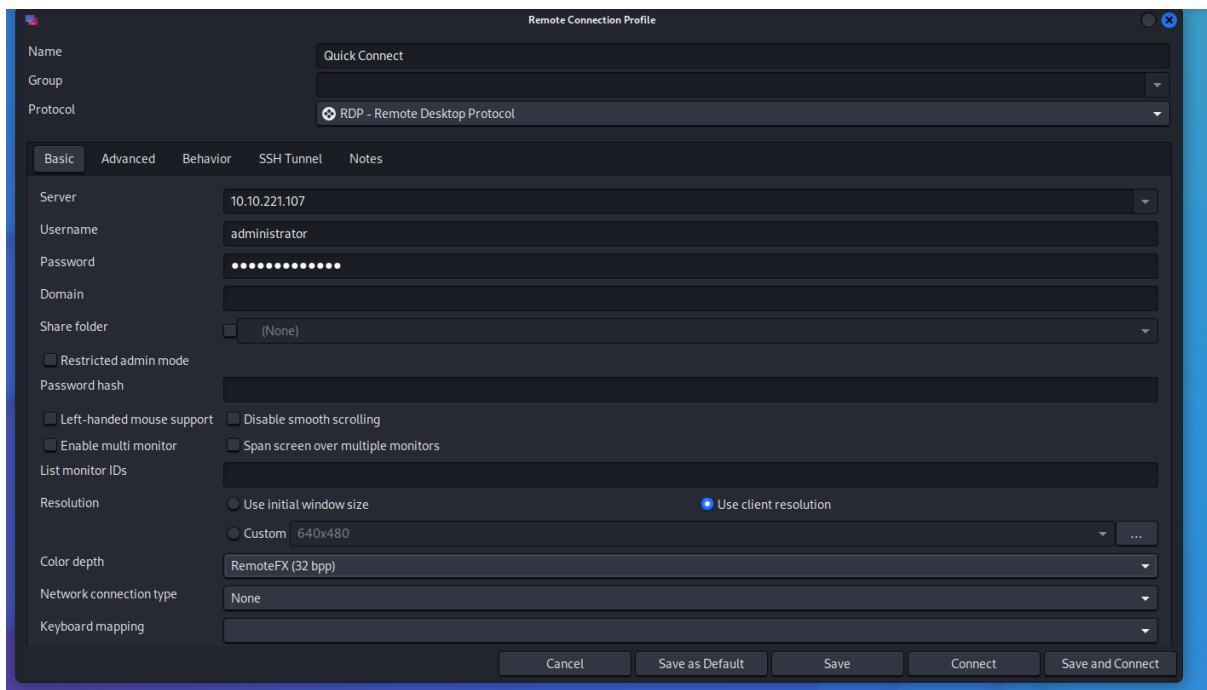 Remote Connection Profile
Name Quick Connect
Group
Protocol RDP - Remote Desktop Protocol
Basic Advanced Behavior SSH Tunnel Notes
Server 10.10.221.107
Username administrator
Password ●●●●●●●●●●●●●
Domain
Share folder (None)
Restricted admin mode
Password hash
Left-handed mouse support Disable smooth scrolling
Enable multi monitor Span screen over multiple monitors
List monitor IDs
Resolution Use initial window size Use client resolution
Custom 640x480 ...
Color depth RemoteFX (32 bpp)
Network connection type None
Keyboard mapping
Cancel Save as Default Save Connect Save and Connect